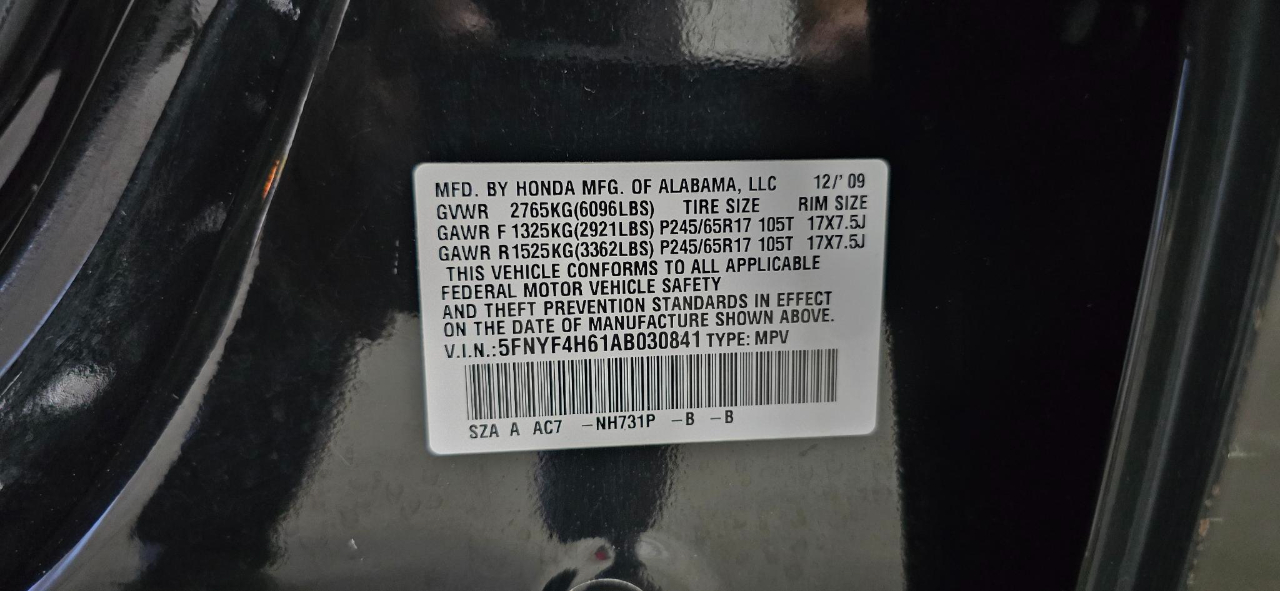 MFD. BY HONDA MFG. OF ALABAMA, LLC 12/' 09
GVWR 2765KG(6096LBS) TIRE SIZE RIM SIZE
GAWR F 1325KG(2921LBS) P245/65R17 105T 17X7.5J
GAWR R 1525KG(3362LBS) P245/65R17 105T 17X7.5J
THIS VEHICLE CONFORMS TO ALL APPLICABLE
FEDERAL MOTOR VEHICLE SAFETY
AND THEFT PREVENTION STANDARDS IN EFFECT
ON THE DATE OF MANUFACTURE SHOWN ABOVE.
V.I.N.:5FNYF4H61AB030841 TYPE: MPV
SZA A AC7 -NH731P -B -B